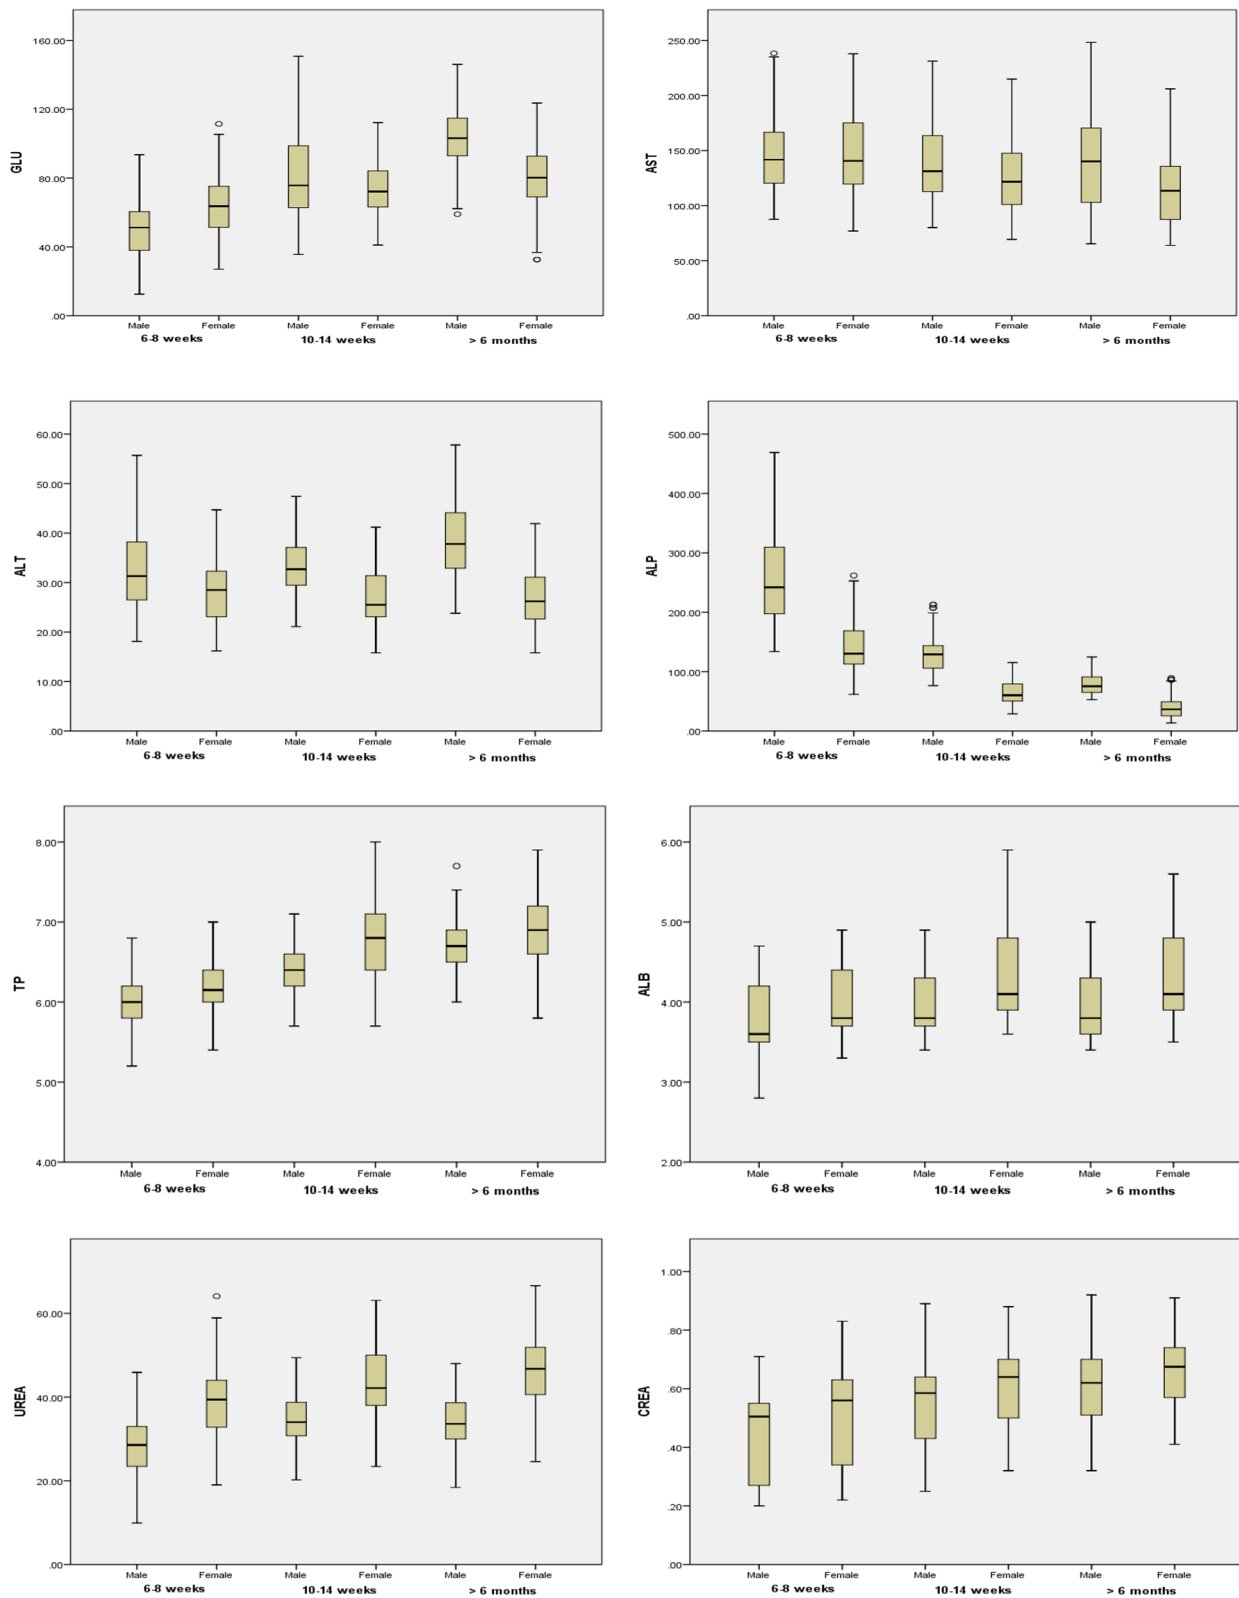 160.00
120.00
80.00
40.00
.00
GLU
Male Female Male Female Male Female
6-8 weeks 10-14 weeks > 6 months
250.00
200.00
150.00
100.00
50.00
.00
AST
Male Female Male Female Male Female
6-8 weeks 10-14 weeks > 6 months
60.00
50.00
40.00
30.00
20.00
10.00
.00
ALT
Male Female Male Female Male Female
6-8 weeks 10-14 weeks > 6 months
500.00
400.00
300.00
200.00
100.00
.00
ALP
Male Female Male Female Male Female
6-8 weeks 10-14 weeks > 6 months
8.00
7.00
6.00
5.00
4.00
TP
Male Female Male Female Male Female
6-8 weeks 10-14 weeks > 6 months
6.00
5.00
4.00
3.00
2.00
ALB
Male Female Male Female Male Female
6-8 weeks 10-14 weeks > 6 months
60.00
40.00
20.00
.00
UREA
Male Female Male Female Male Female
6-8 weeks 10-14 weeks > 6 months
1.00
.80
.60
.40
.20
.00
CREA
Male Female Male Female Male Female
6-8 weeks 10-14 weeks > 6 months